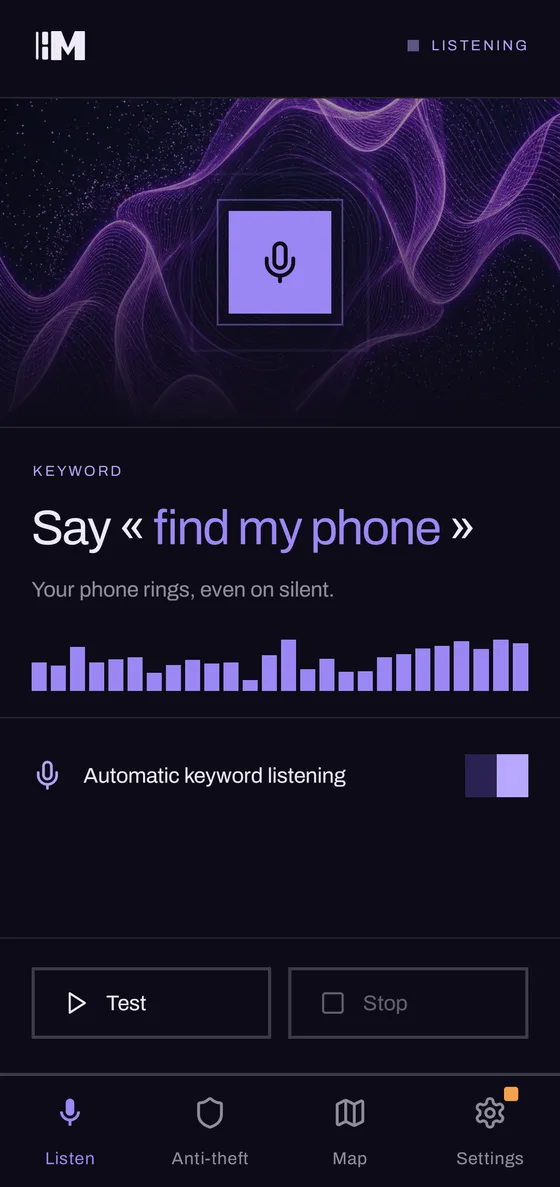 M
LISTENING
KEYWORD
Say « find my phone »
Your phone rings, even on silent.
Automatic keyword listening
Test
Stop
Listen
Anti-theft
Map
Settings